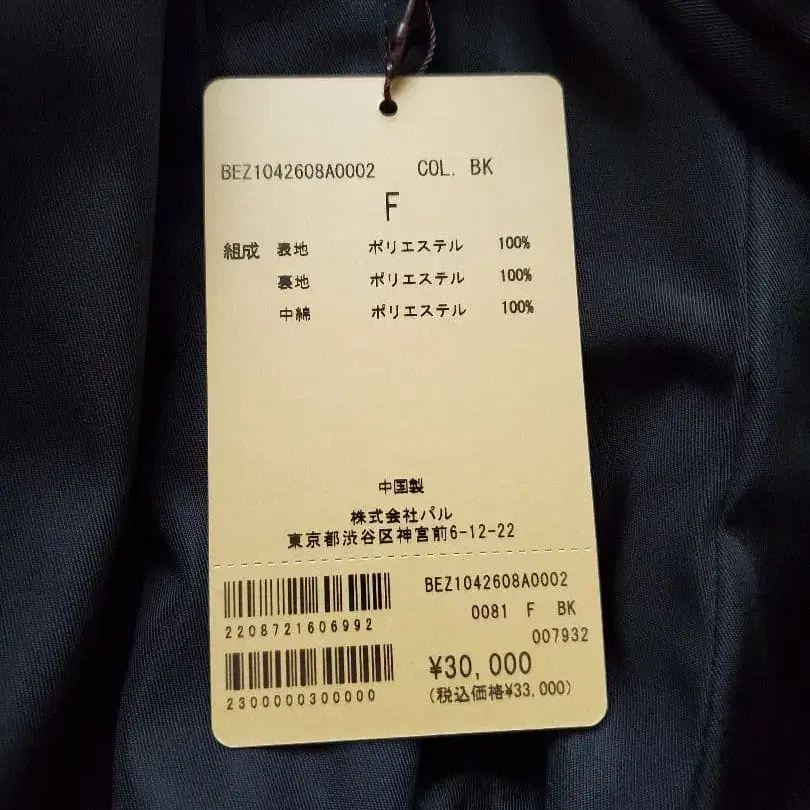 BEZ1042608A0002 COL. BK
F
組成 表地 ポリエステル 100%
裏地 ポリエステル 100%
中綿 ポリエステル 100%
中国製
株式会社パル
東京都渋谷区神宮前6-12-22
BEZ1042608A0002
0081 F BK
2208721606992
007932
¥30,000
2300000300000
(税込価格¥33,000)